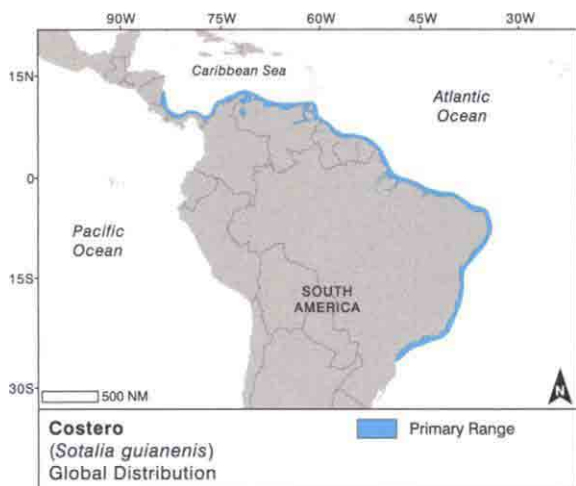 90W 75W 60W 45W 30W
15N
Caribbean Sea
Atlantic
Ocean
0
Pacific
Ocean
15S
SOUTH
AMERICA
30S
500 NM
N
Costero
(Sotalia guianenis)
Global Distribution
Primary Range